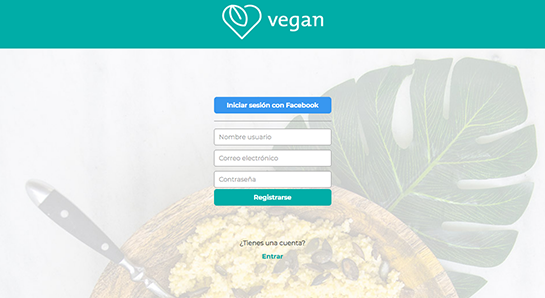 vegan
Iniciar sesión con Facebook
Nombre usuario
Correo electrónico
Contraseña
Registrarse
¿Tienes una cuenta?
Entrar